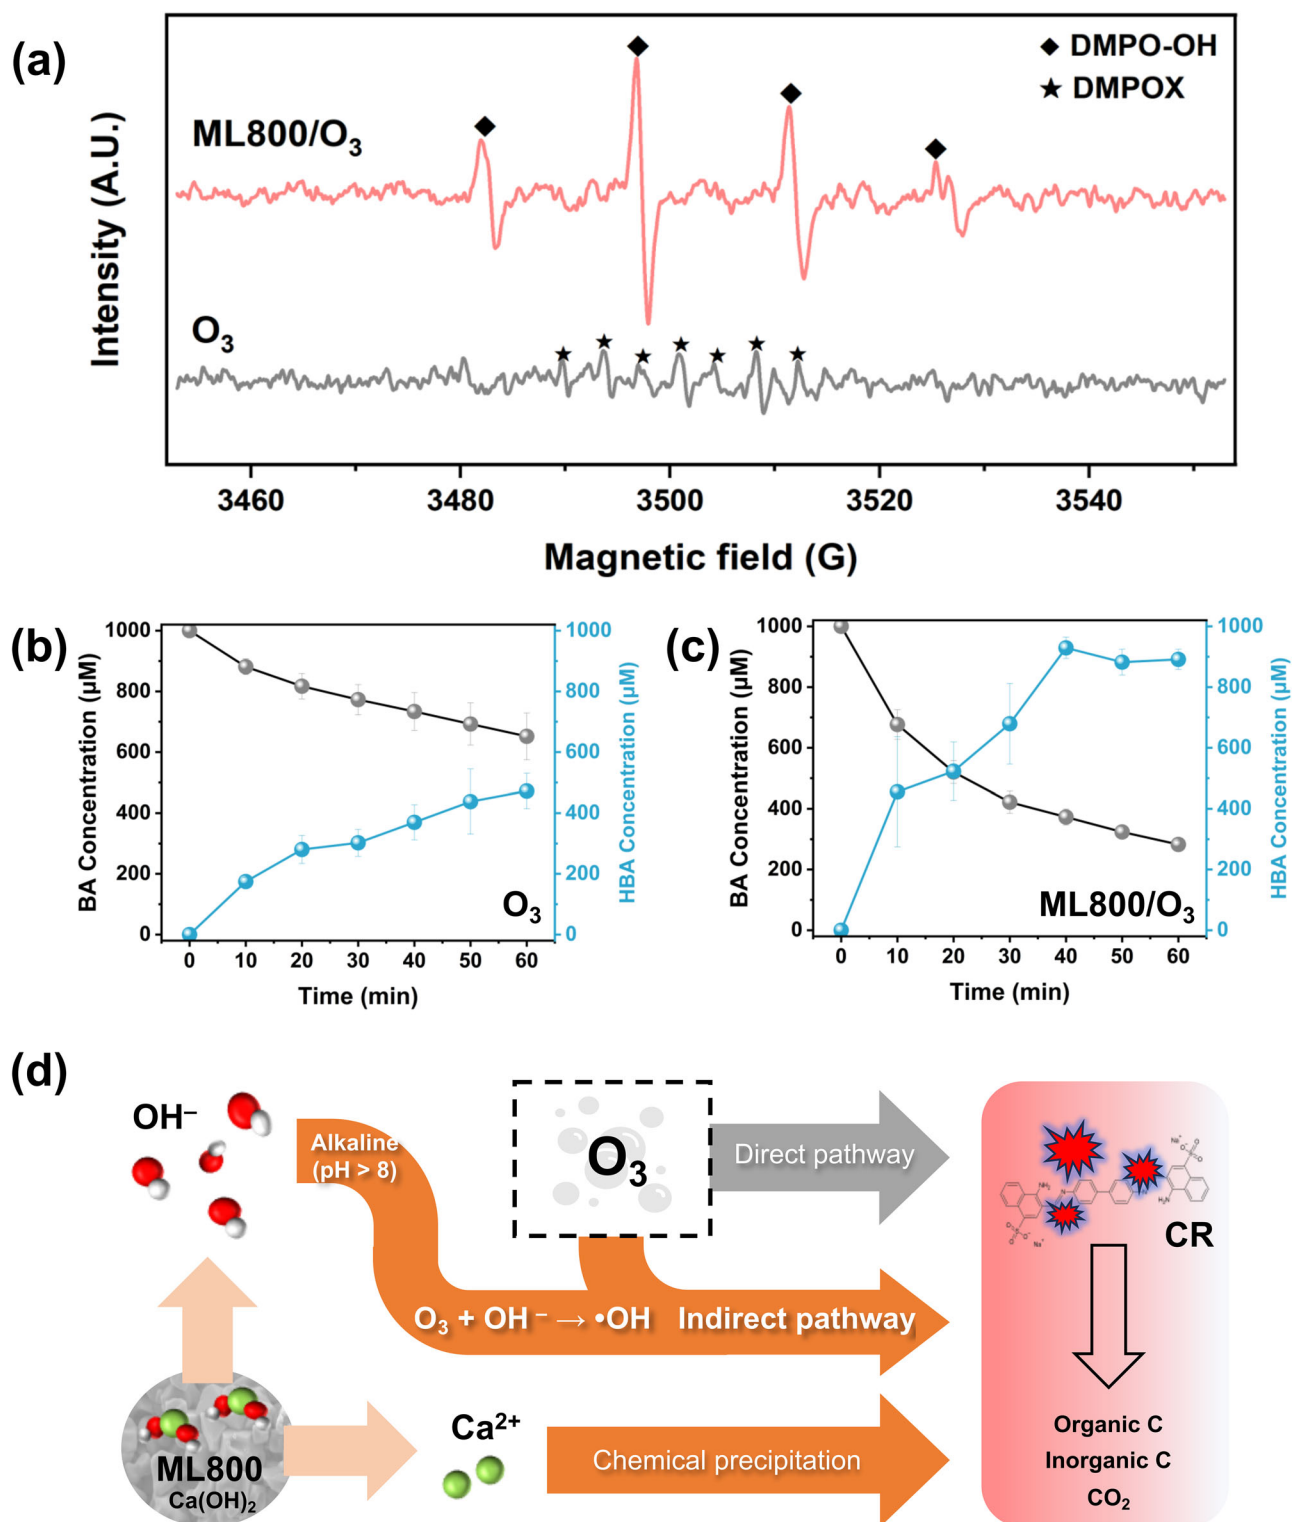 (a)
◆ DMPO-OH
★ DMPOX
ML800/O₃
O₃
Intensity (A.U.)
3460 3480 3500 3520 3540
Magnetic field (G)
(b)
1000 1000
800 800
600 600
400 400
200 200
0 0
BA Concentration (μM)
HBA Concentration (μM)
O₃
0 10 20 30 40 50 60
Time (min)
(c)
1000 1000
800 800
600 600
400 400
200 200
0 0
BA Concentration (μM)
HBA Concentration (μM)
ML800/O₃
0 10 20 30 40 50 60
Time (min)
(d)
OH⁻
Alkaline
(pH > 8)
O₃
Direct pathway
O₃ + OH⁻ → •OH Indirect pathway
CR
ML800
Ca(OH)₂
Ca²⁺
Chemical precipitation
Organic C
Inorganic C
CO₂